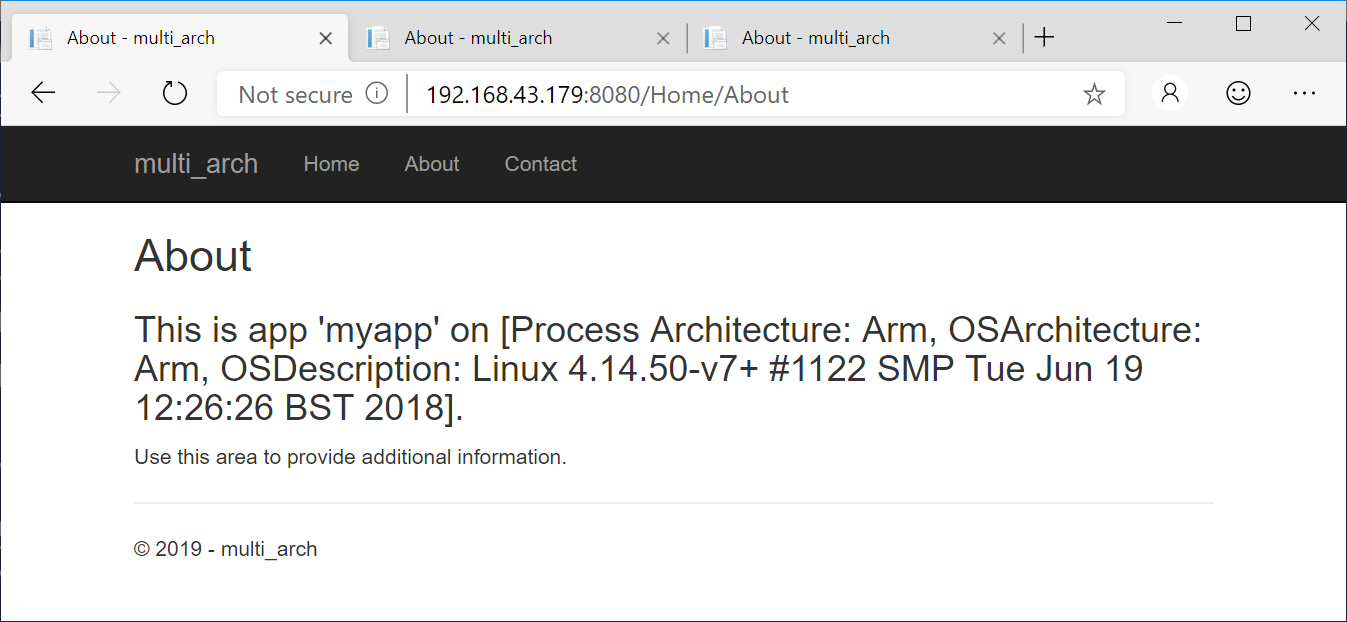 About - multi_arch
About - multi_arch
About - multi_arch
Not secure
192.168.43.179:8080/Home/About
multi_arch
Home
About
Contact
About
This is app 'myapp' on [Process Architecture: Arm, OSArchitecture:
Arm, OSDescription: Linux 4.14.50-v7+ #1122 SMP Tue Jun 19
12:26:26 BST 2018].
Use this area to provide additional information.
© 2019 - multi_arch